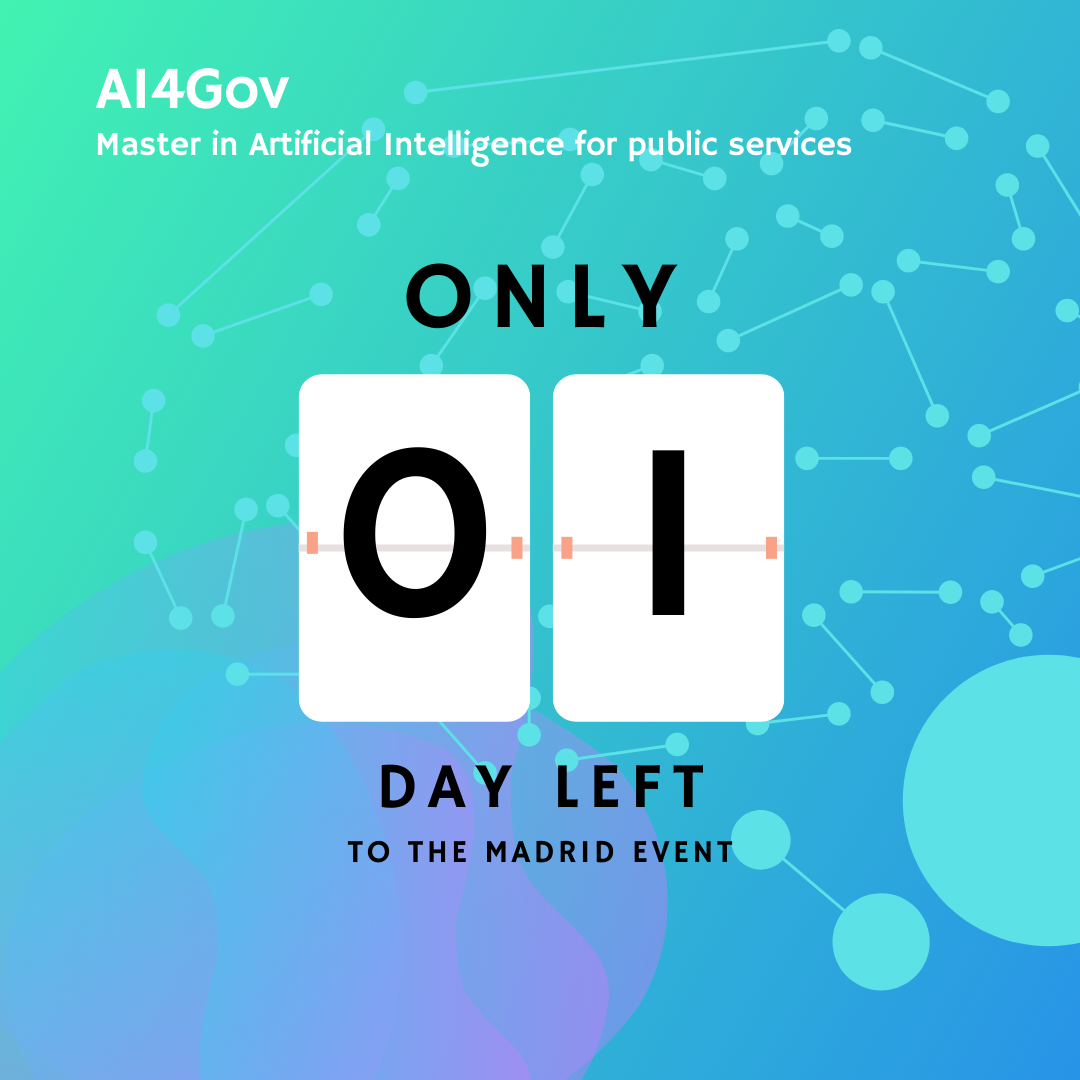 AI4Gov
Master in Artificial Intelligence for public services
ONLY
01
DAY LEFT
TO THE MADRID EVENT